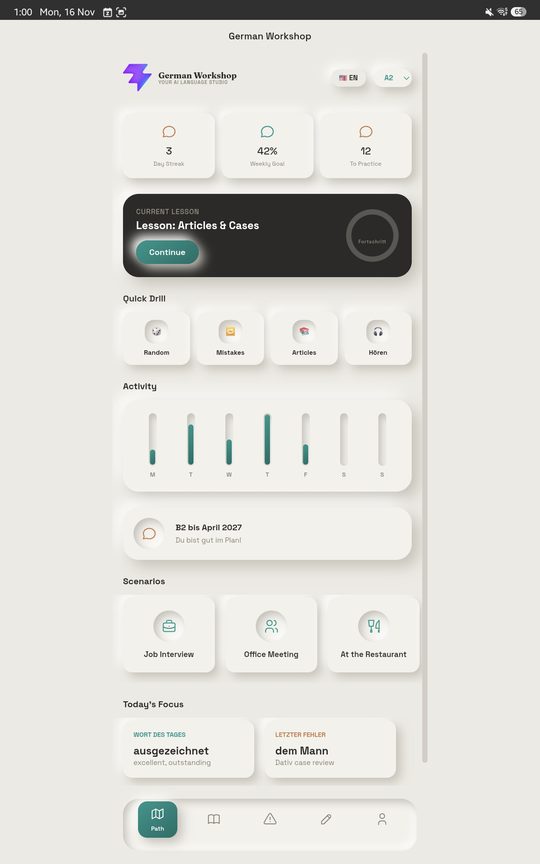 1:00 Mon, 16 Nov
65
German Workshop
German Workshop
YOUR AI LANGUAGE STUDIO
EN
A2
3
Day Streak
42%
Weekly Goal
12
To Practice
CURRENT LESSON
Lesson: Articles & Cases
Continue
Fortschritt
Quick Drill
Random
Mistakes
Articles
Hören
Activity
M T W T F S S
B2 bis April 2027
Du bist gut im Plan!
Scenarios
Job Interview
Office Meeting
At the Restaurant
Today's Focus
WORT DES TAGES
ausgezeichnet
excellent, outstanding
LETZTER FEHLER
dem Mann
Dativ case review
Path